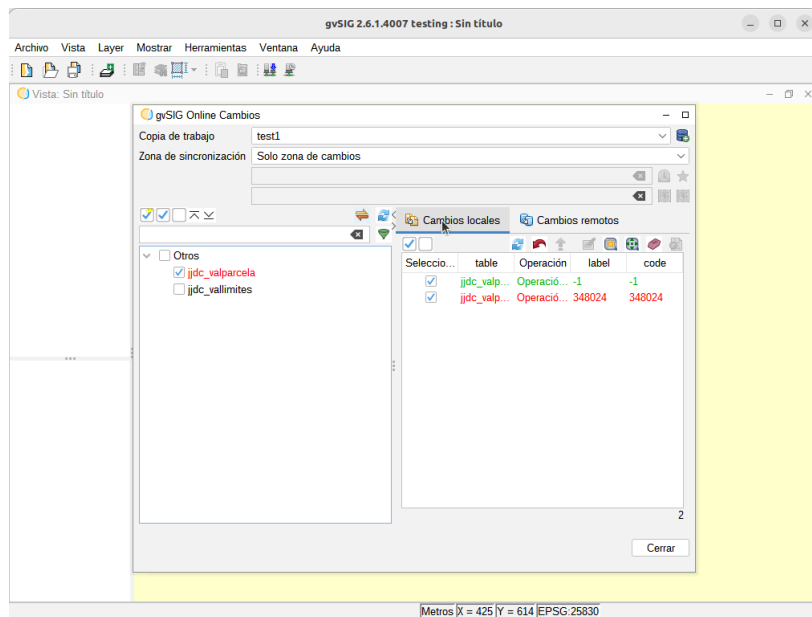 gvSIG 2.6.1.4007 testing : Sin título
Archivo Vista Layer Mostrar Herramientas Ventana Ayuda
Vista: Sin título
gvSIG Online Cambios
Copia de trabajo test1
Zona de sincronización Solo zona de cambios
Cambios locales Cambios remotos
Otros
jjdc_valparcela
jjdc_vallimites
Seleccio... table Operación label code
jjdc_valp... Operació... -1 -1
jjdc_valp... Operació... 348024 348024
2
Cerrar
Metros X = 425 Y = 614 EPSG:25830